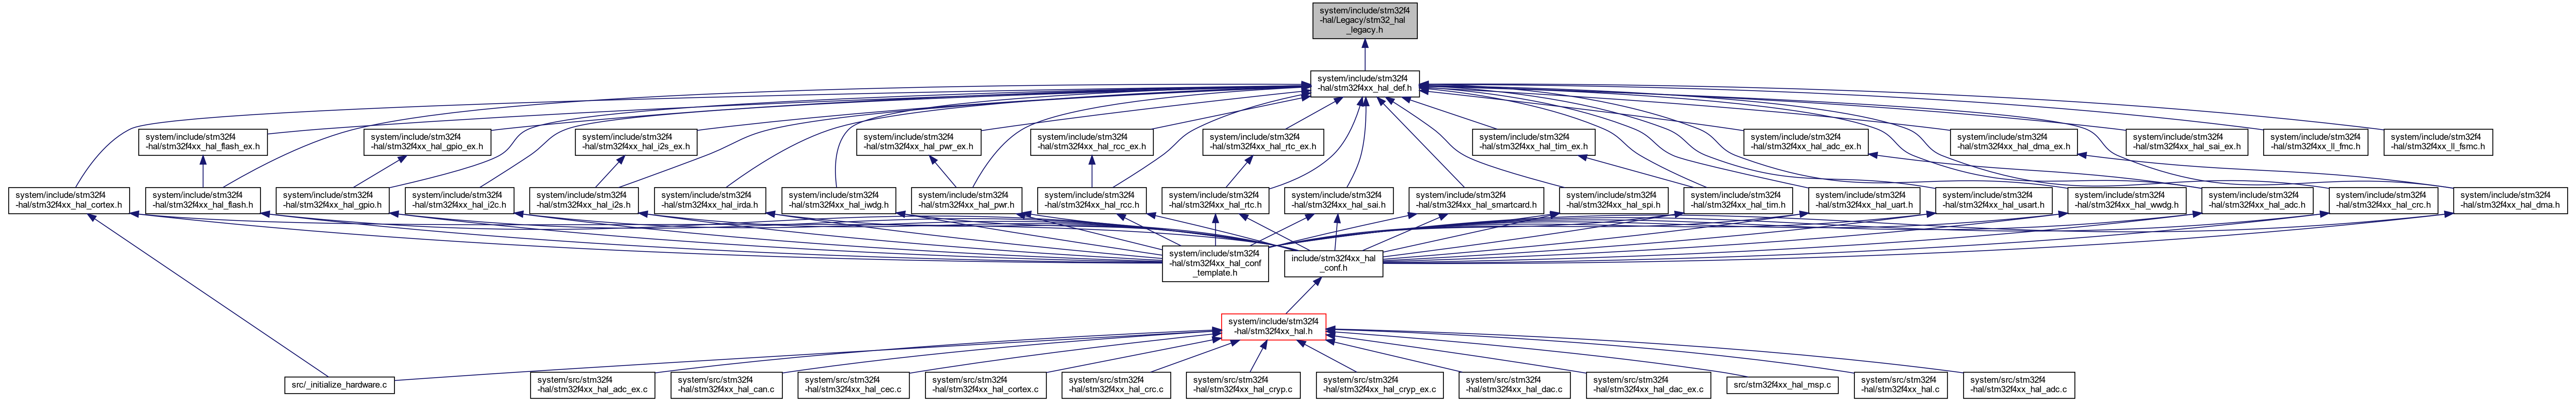 system/include/stm32f4
-hal/Legacy/stm32_hal
_legacy.h
system/include/stm32f4
-hal/stm32f4xx_hal_def.h
system/include/stm32f4
-hal/stm32f4xx_hal_flash_ex.h
system/include/stm32f4
-hal/stm32f4xx_hal_gpio_ex.h
system/include/stm32f4
-hal/stm32f4xx_hal_i2s_ex.h
system/include/stm32f4
-hal/stm32f4xx_hal_pwr_ex.h
system/include/stm32f4
-hal/stm32f4xx_hal_rcc_ex.h
system/include/stm32f4
-hal/stm32f4xx_hal_rtc_ex.h
system/include/stm32f4
-hal/stm32f4xx_hal_tim_ex.h
system/include/stm32f4
-hal/stm32f4xx_hal_adc_ex.h
system/include/stm32f4
-hal/stm32f4xx_hal_dma_ex.h
system/include/stm32f4
-hal/stm32f4xx_hal_sai_ex.h
system/include/stm32f4
-hal/stm32f4xx_ll_fmc.h
system/include/stm32f4
-hal/stm32f4xx_ll_fsmc.h
system/include/stm32f4
-hal/stm32f4xx_hal_cortex.h
system/include/stm32f4
-hal/stm32f4xx_hal_flash.h
system/include/stm32f4
-hal/stm32f4xx_hal_gpio.h
system/include/stm32f4
-hal/stm32f4xx_hal_i2c.h
system/include/stm32f4
-hal/stm32f4xx_hal_i2s.h
system/include/stm32f4
-hal/stm32f4xx_hal_irda.h
system/include/stm32f4
-hal/stm32f4xx_hal_iwdg.h
system/include/stm32f4
-hal/stm32f4xx_hal_pwr.h
system/include/stm32f4
-hal/stm32f4xx_hal_rcc.h
system/include/stm32f4
-hal/stm32f4xx_hal_rtc.h
system/include/stm32f4
-hal/stm32f4xx_hal_sai.h
system/include/stm32f4
-hal/stm32f4xx_hal_smartcard.h
system/include/stm32f4
-hal/stm32f4xx_hal_spi.h
system/include/stm32f4
-hal/stm32f4xx_hal_tim.h
system/include/stm32f4
-hal/stm32f4xx_hal_uart.h
system/include/stm32f4
-hal/stm32f4xx_hal_usart.h
system/include/stm32f4
-hal/stm32f4xx_hal_wwdg.h
system/include/stm32f4
-hal/stm32f4xx_hal_adc.h
system/include/stm32f4
-hal/stm32f4xx_hal_crc.h
system/include/stm32f4
-hal/stm32f4xx_hal_dma.h
system/include/stm32f4
-hal/stm32f4xx_hal_conf
_template.h
include/stm32f4xx_hal
_conf.h
system/include/stm32f4
-hal/stm32f4xx_hal.h
src/_initialize_hardware.c
system/src/stm32f4
-hal/stm32f4xx_hal_adc_ex.c
system/src/stm32f4
-hal/stm32f4xx_hal_can.c
system/src/stm32f4
-hal/stm32f4xx_hal_cec.c
system/src/stm32f4
-hal/stm32f4xx_hal_cortex.c
system/src/stm32f4
-hal/stm32f4xx_hal_crc.c
system/src/stm32f4
-hal/stm32f4xx_hal_cryp.c
system/src/stm32f4
-hal/stm32f4xx_hal_cryp_ex.c
system/src/stm32f4
-hal/stm32f4xx_hal_dac.c
system/src/stm32f4
-hal/stm32f4xx_hal_dac_ex.c
src/stm32f4xx_hal_msp.c
system/src/stm32f4
-hal/stm32f4xx_hal.c
system/src/stm32f4
-hal/stm32f4xx_hal_adc.c